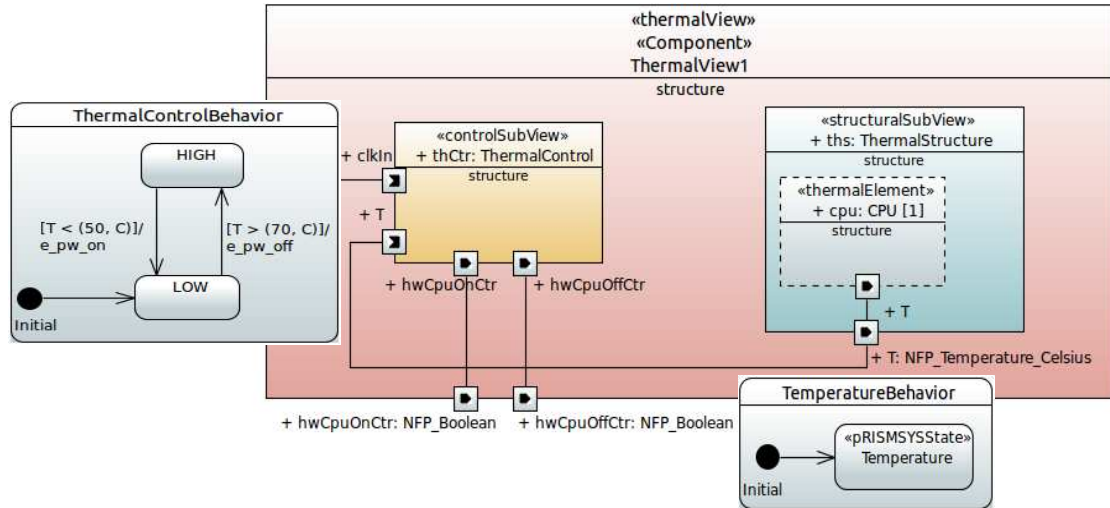 «thermalView»
«Component»
ThermalView1
structure
ThermalControlBehavior
HIGH
[T < (50, C)]/
e_pw_on
[T > (70, C)]/
e_pw_off
LOW
Initial
+ clkIn
+ T
«controlSubView»
+ thCtr: ThermalControl
structure
+ hwCpuOnCtr
+ hwCpuOffCtr
«structuralSubView»
+ ths: ThermalStructure
structure
«thermalElement»
+ cpu: CPU [1]
structure
+ T
+ T: NFP_Temperature_Celsius
+ hwCpuOnCtr: NFP_Boolean
+ hwCpuOffCtr: NFP_Boolean
TemperatureBehavior
«pRISMSYSState»
Temperature
Initial